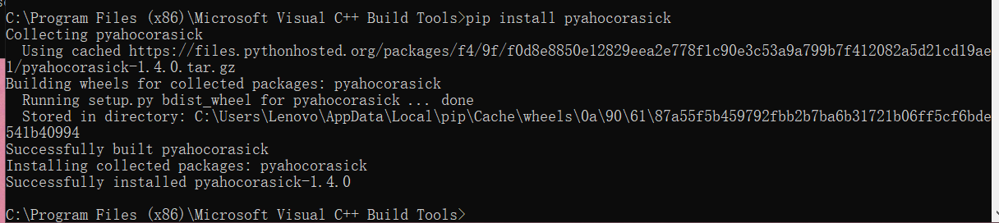 C:\Program Files (x86)\Microsoft Visual C++ Build Tools>pip install pyahocorasick
Collecting pyahocorasick
  Using cached https://files.pythonhosted.org/packages/f4/9f/f0d8e8850e12829eea2e778f1c90e3c53a9a799b7f412082a5d21cd19ae
1/pyahocorasick-1.4.0.tar.gz
Building wheels for collected packages: pyahocorasick
  Running setup.py bdist_wheel for pyahocorasick ... done
  Stored in directory: C:\Users\Lenovo\AppData\Local\pip\Cache\wheels\0a\90\61\87a55f5b459792fbb2b7ba6b31721b06ff5cf6bde
541b40994
Successfully built pyahocorasick
Installing collected packages: pyahocorasick
Successfully installed pyahocorasick-1.4.0
C:\Program Files (x86)\Microsoft Visual C++ Build Tools>